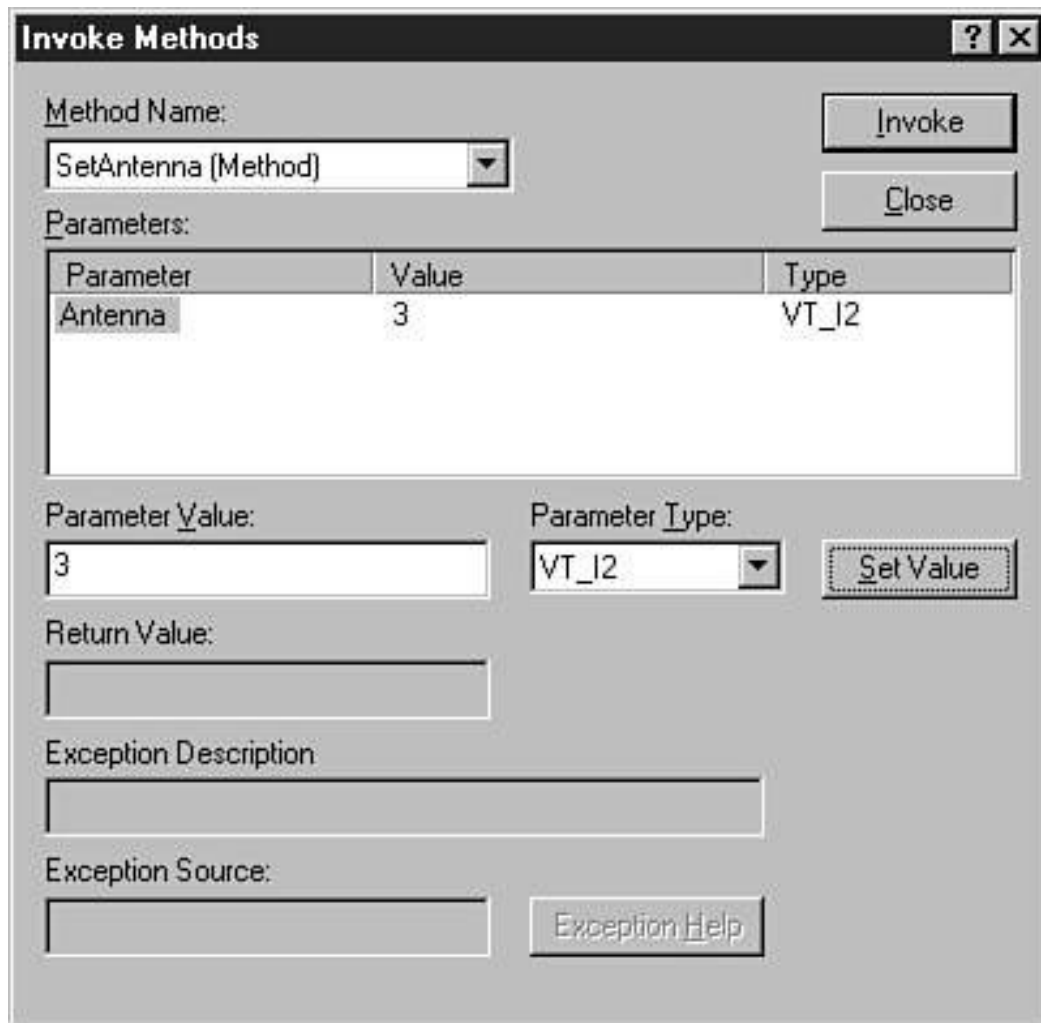 Invoke Methods
Method Name:
Invoke
SetAntenna (Method)
Close
Parameters:
Parameter Value Type
Antenna 3 VT_I2
Parameter Value: Parameter Type:
3 VT_I2 Set Value
Return Value:
Exception Description
Exception Source:
Exception Help